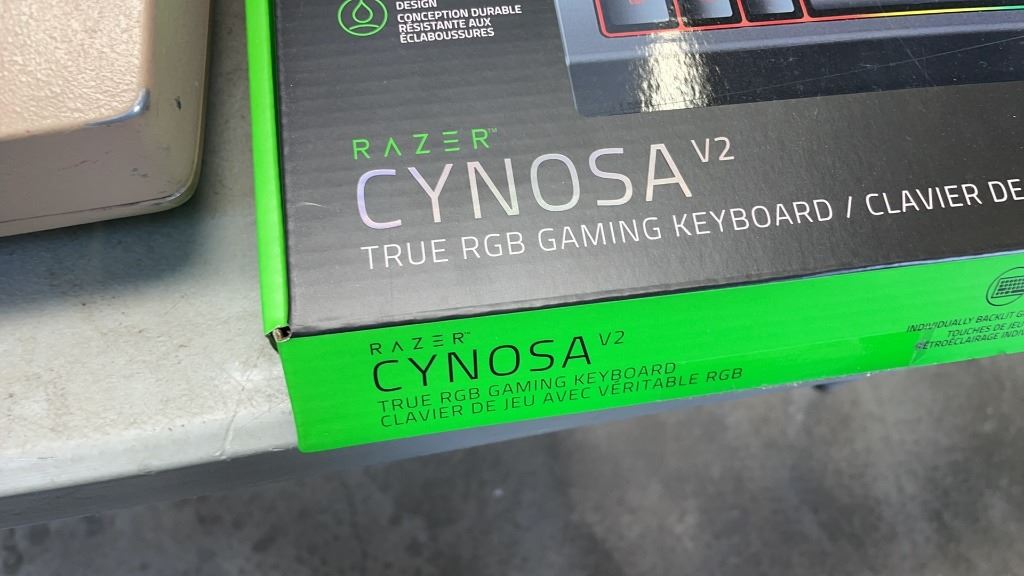 DESIGN
CONCEPTION DURABLE
RÉSISTANTE AUX
ÉCLABOUSSURES
RAZER™
CYNOSA V2
TRUE RGB GAMING KEYBOARD / CLAVIER DE
RAZER™
CYNOSA V2
TRUE RGB GAMING KEYBOARD
CLAVIER DE JEU AVEC VÉRITABLE RGB
INDIVIDUALLY BACKLIT G
TOUCHES DE JEU
RÉTROÉCLAIRAGE INDI